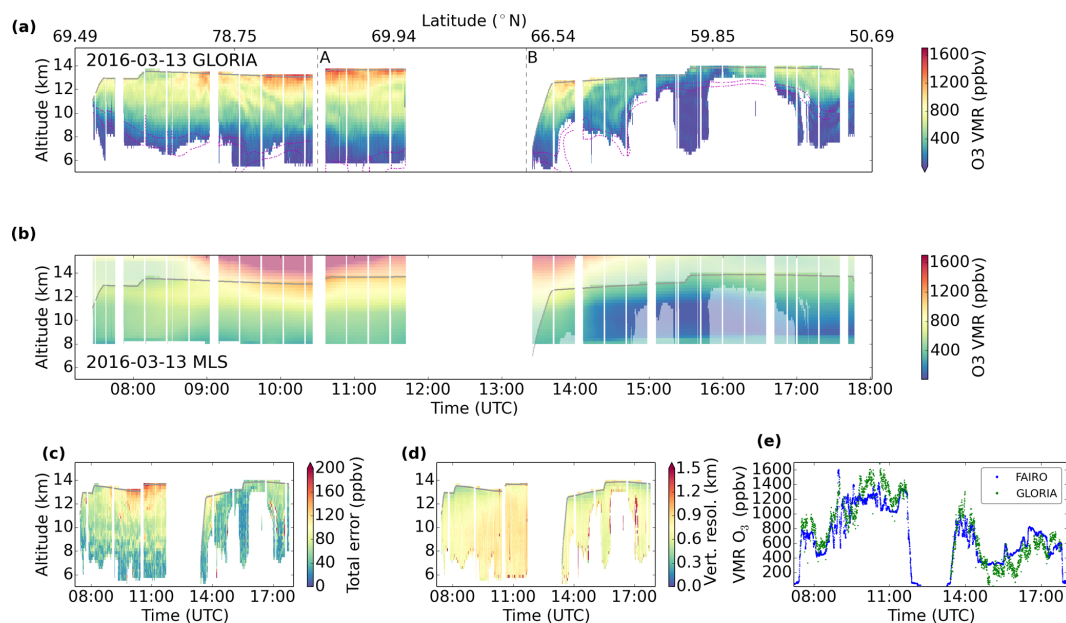 (a)
Latitude (°N)
69.49 78.75 69.94 66.54 59.85 50.69
2016-03-13 GLORIA
A
B
Altitude (km)
14
12
10
8
6
1600
1200
800
400
O3 VMR (ppbv)
(b)
Altitude (km)
14
12
10
8
6
2016-03-13 MLS
08:00 09:00 10:00 11:00 12:00 13:00 14:00 15:00 16:00 17:00 18:00
Time (UTC)
1600
1200
800
400
O3 VMR (ppbv)
(c)
Altitude (km)
14
12
10
8
6
08:00 11:00 14:00 17:00
Time (UTC)
200
160
120
80
40
0
Total error (ppbv)
(d)
Altitude (km)
14
12
10
8
6
08:00 11:00 14:00 17:00
Time (UTC)
1.5
1.2
0.9
0.6
0.3
0.0
Vert. resol. (km)
(e)
VMR O3 (ppbv)
1600
1400
1200
1000
800
600
400
200
FAIRO
GLORIA
08:00 11:00 14:00 17:00
Time (UTC)